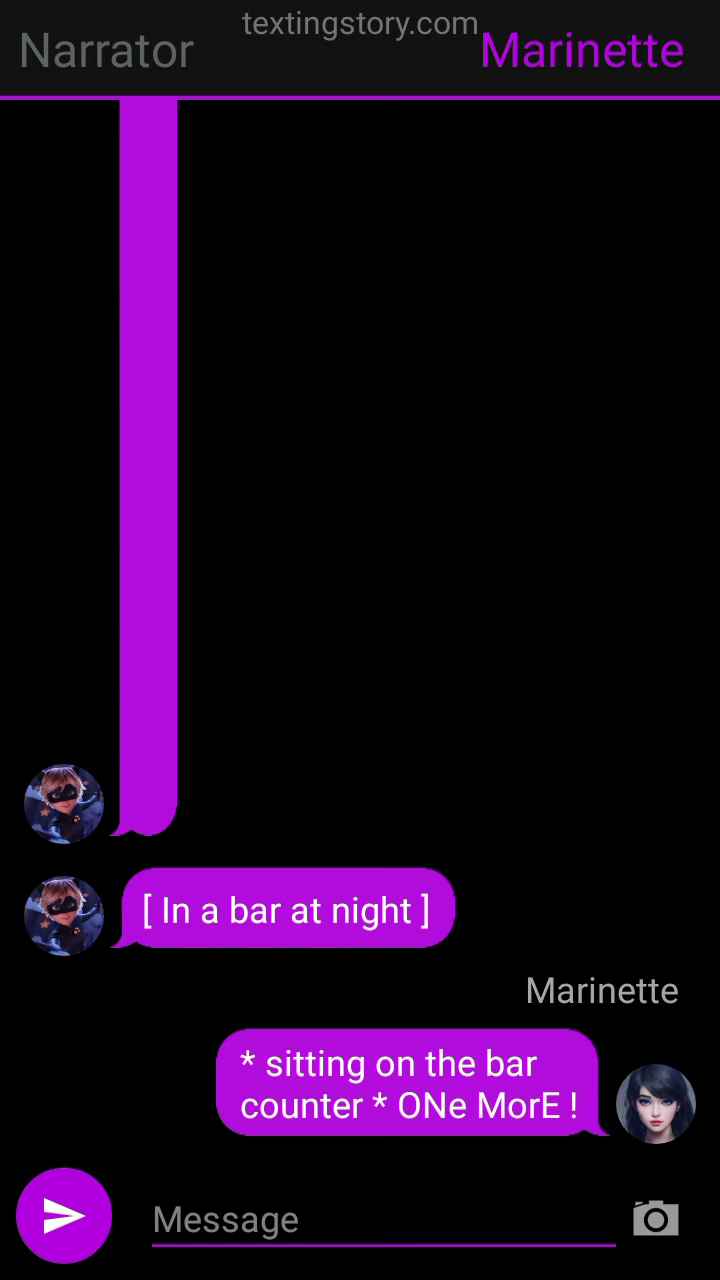 textingstory.com
Narrator
Marinette
[ In a bar at night ]
Marinette
* sitting on the bar
counter * ONe MorE !
Message